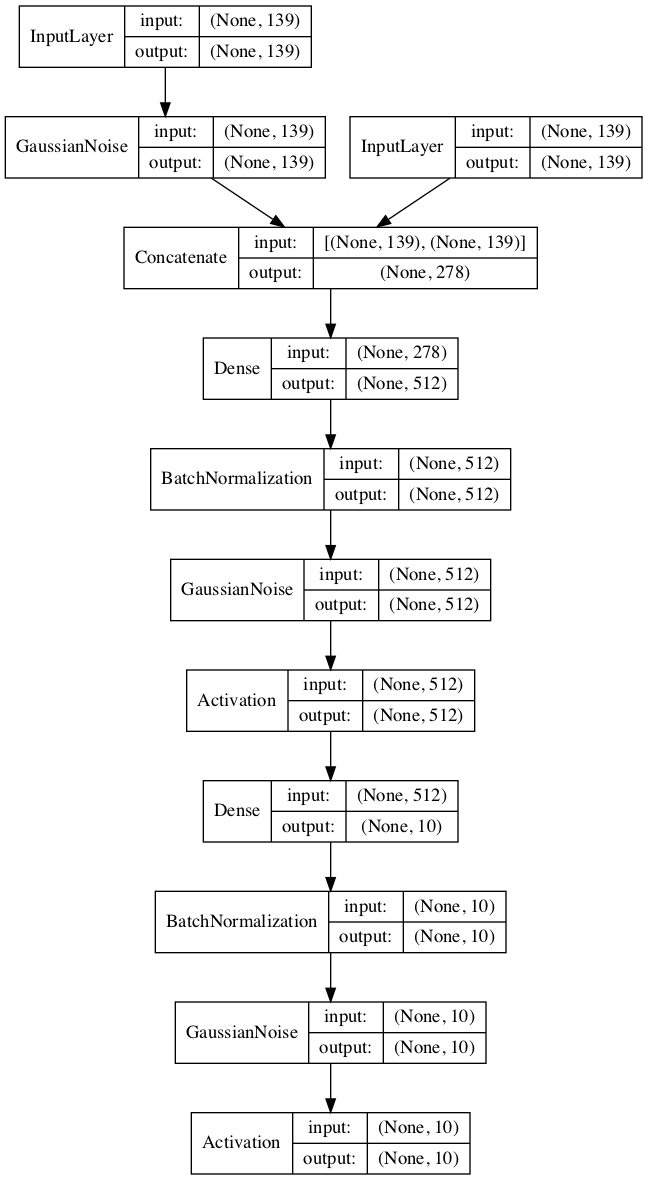 InputLayer
input: (None, 139)
output: (None, 139)
GaussianNoise
input: (None, 139)
output: (None, 139)
InputLayer
input: (None, 139)
output: (None, 139)
Concatenate
input: [(None, 139), (None, 139)]
output: (None, 278)
Dense
input: (None, 278)
output: (None, 512)
BatchNormalization
input: (None, 512)
output: (None, 512)
GaussianNoise
input: (None, 512)
output: (None, 512)
Activation
input: (None, 512)
output: (None, 512)
Dense
input: (None, 512)
output: (None, 10)
BatchNormalization
input: (None, 10)
output: (None, 10)
GaussianNoise
input: (None, 10)
output: (None, 10)
Activation
input: (None, 10)
output: (None, 10)